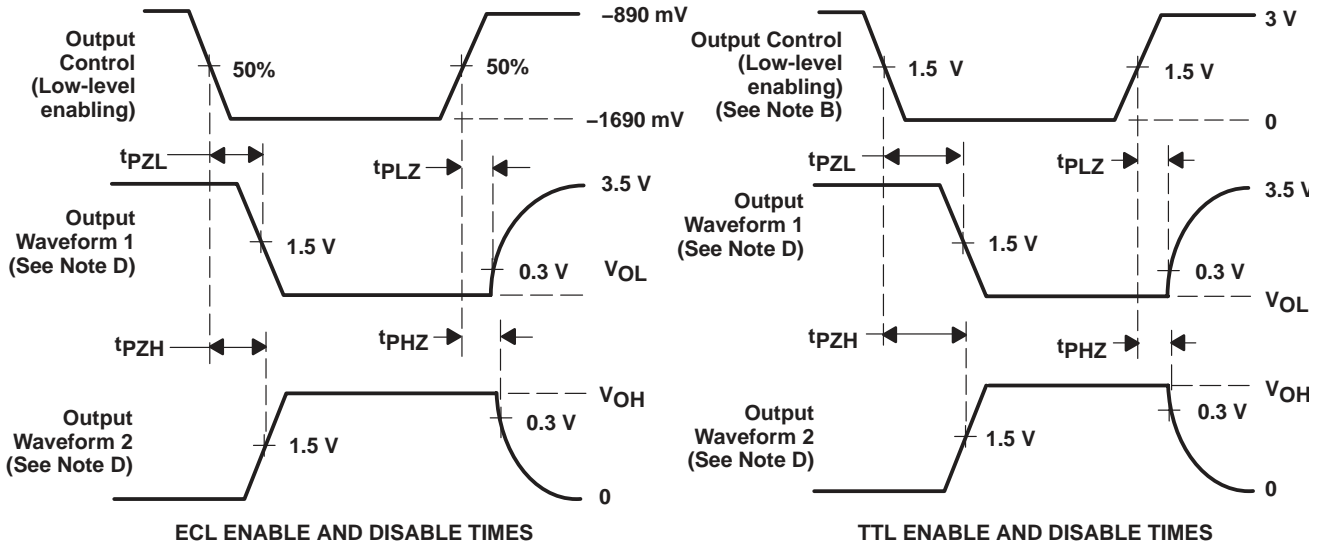 Output
Control
(Low-level
enabling)
50%
50%
–890 mV
–1690 mV
tPZL
tPLZ
3.5 V
Output
Waveform 1
(See Note D)
1.5 V
0.3 V
VOL
tPZH
tPHZ
VOH
Output
Waveform 2
(See Note D)
1.5 V
0.3 V
0
ECL ENABLE AND DISABLE TIMES
Output Control
(Low-level
enabling)
(See Note B)
1.5 V
1.5 V
3 V
0
tPZL
tPLZ
3.5 V
Output
Waveform 1
(See Note D)
1.5 V
0.3 V
VOL
tPZH
tPHZ
VOH
Output
Waveform 2
(See Note D)
1.5 V
0.3 V
0
TTL ENABLE AND DISABLE TIMES